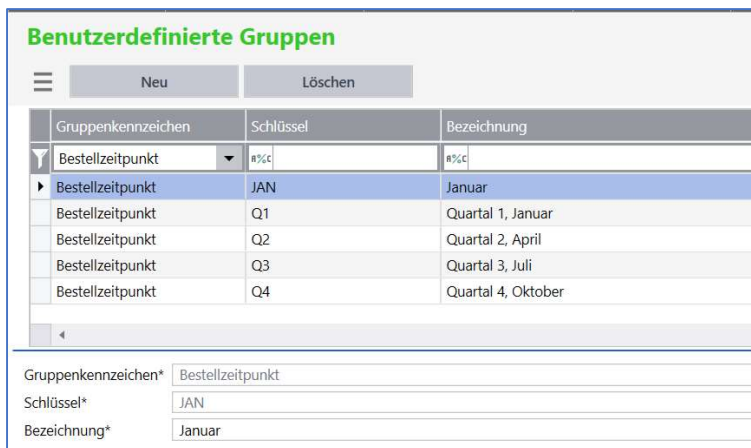 Benutzerdefinierte Gruppen
Neu Löschen
Gruppenkennzeichen Schlüssel Bezeichnung
Bestellzeitpunkt
Bestellzeitpunkt JAN Januar
Bestellzeitpunkt Q1 Quartal 1, Januar
Bestellzeitpunkt Q2 Quartal 2, April
Bestellzeitpunkt Q3 Quartal 3, Juli
Bestellzeitpunkt Q4 Quartal 4, Oktober
Gruppenkennzeichen* Bestellzeitpunkt
Schlüssel* JAN
Bezeichnung* Januar